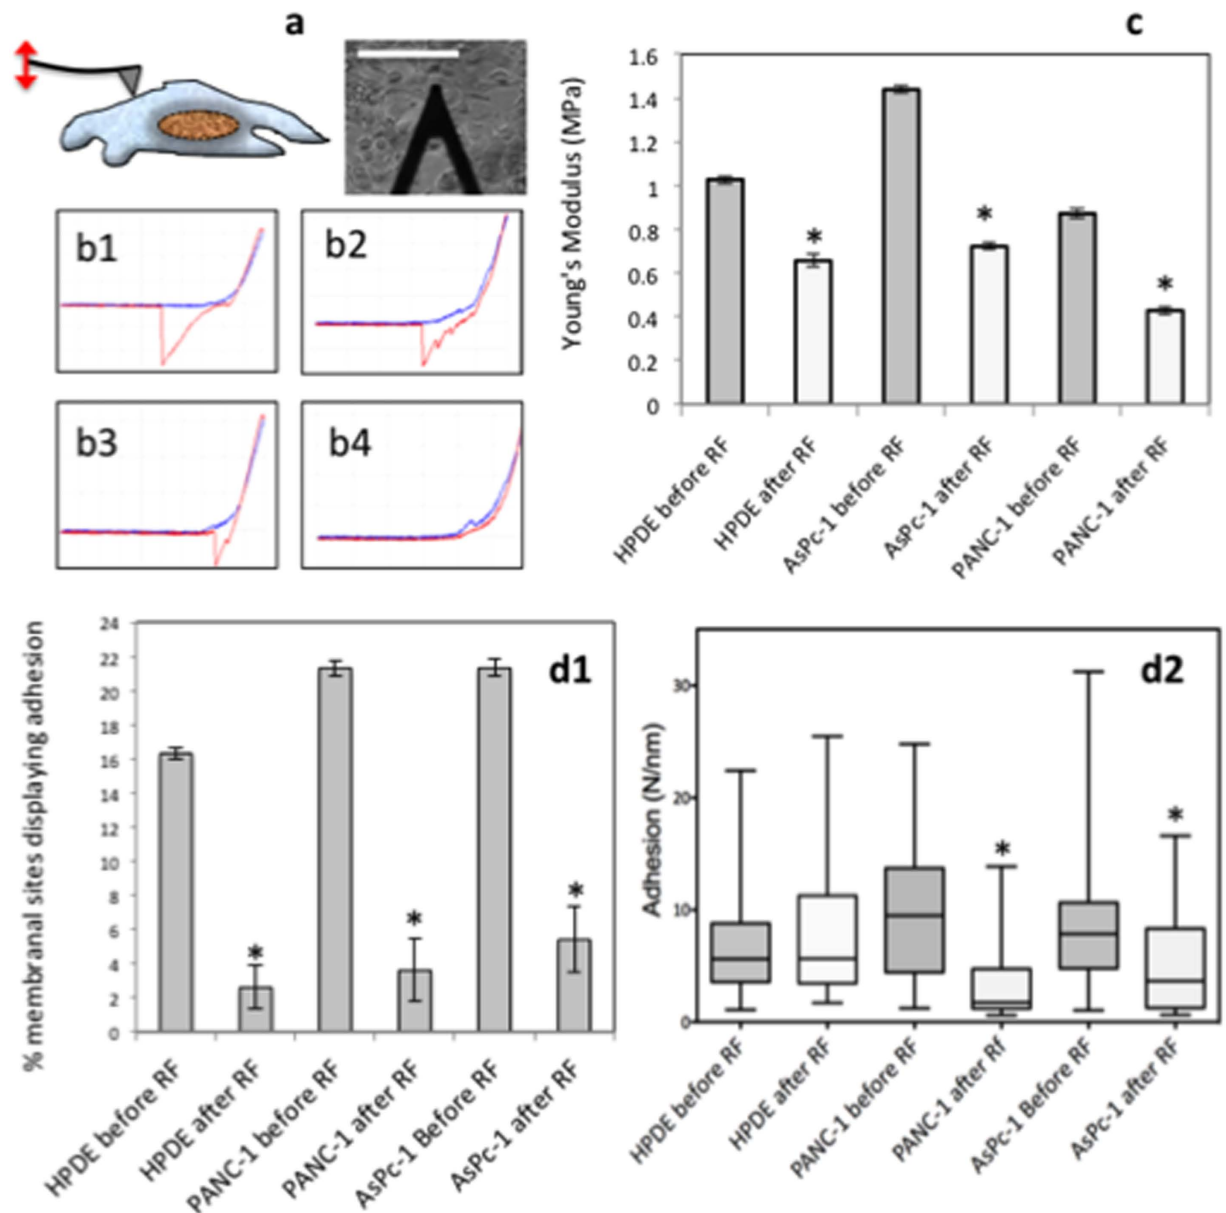 a
b1
b2
b3
b4
c
Young's Modulus (MPa)
1.6
1.4
1.2
1
0.8
0.6
0.4
0.2
0
*
*
*
HPDE before RF
HPDE after RF
AsPc-1 before RF
AsPc-1 after RF
PANC-1 before RF
PANC-1 after RF
d1
% membranal sites displaying adhesion
24
22
20
18
16
14
12
10
8
6
4
2
0
*
*
*
HPDE before RF
HPDE after RF
PANC-1 before RF
PANC-1 after RF
AsPc-1 Before RF
AsPc-1 after RF
d2
Adhesion (N/nm)
30
20
10
0
*
*
HPDE before RF
HPDE after RF
PANC-1 before RF
PANC-1 after Rf
AsPc-1 Before RF
AsPc-1 after RF